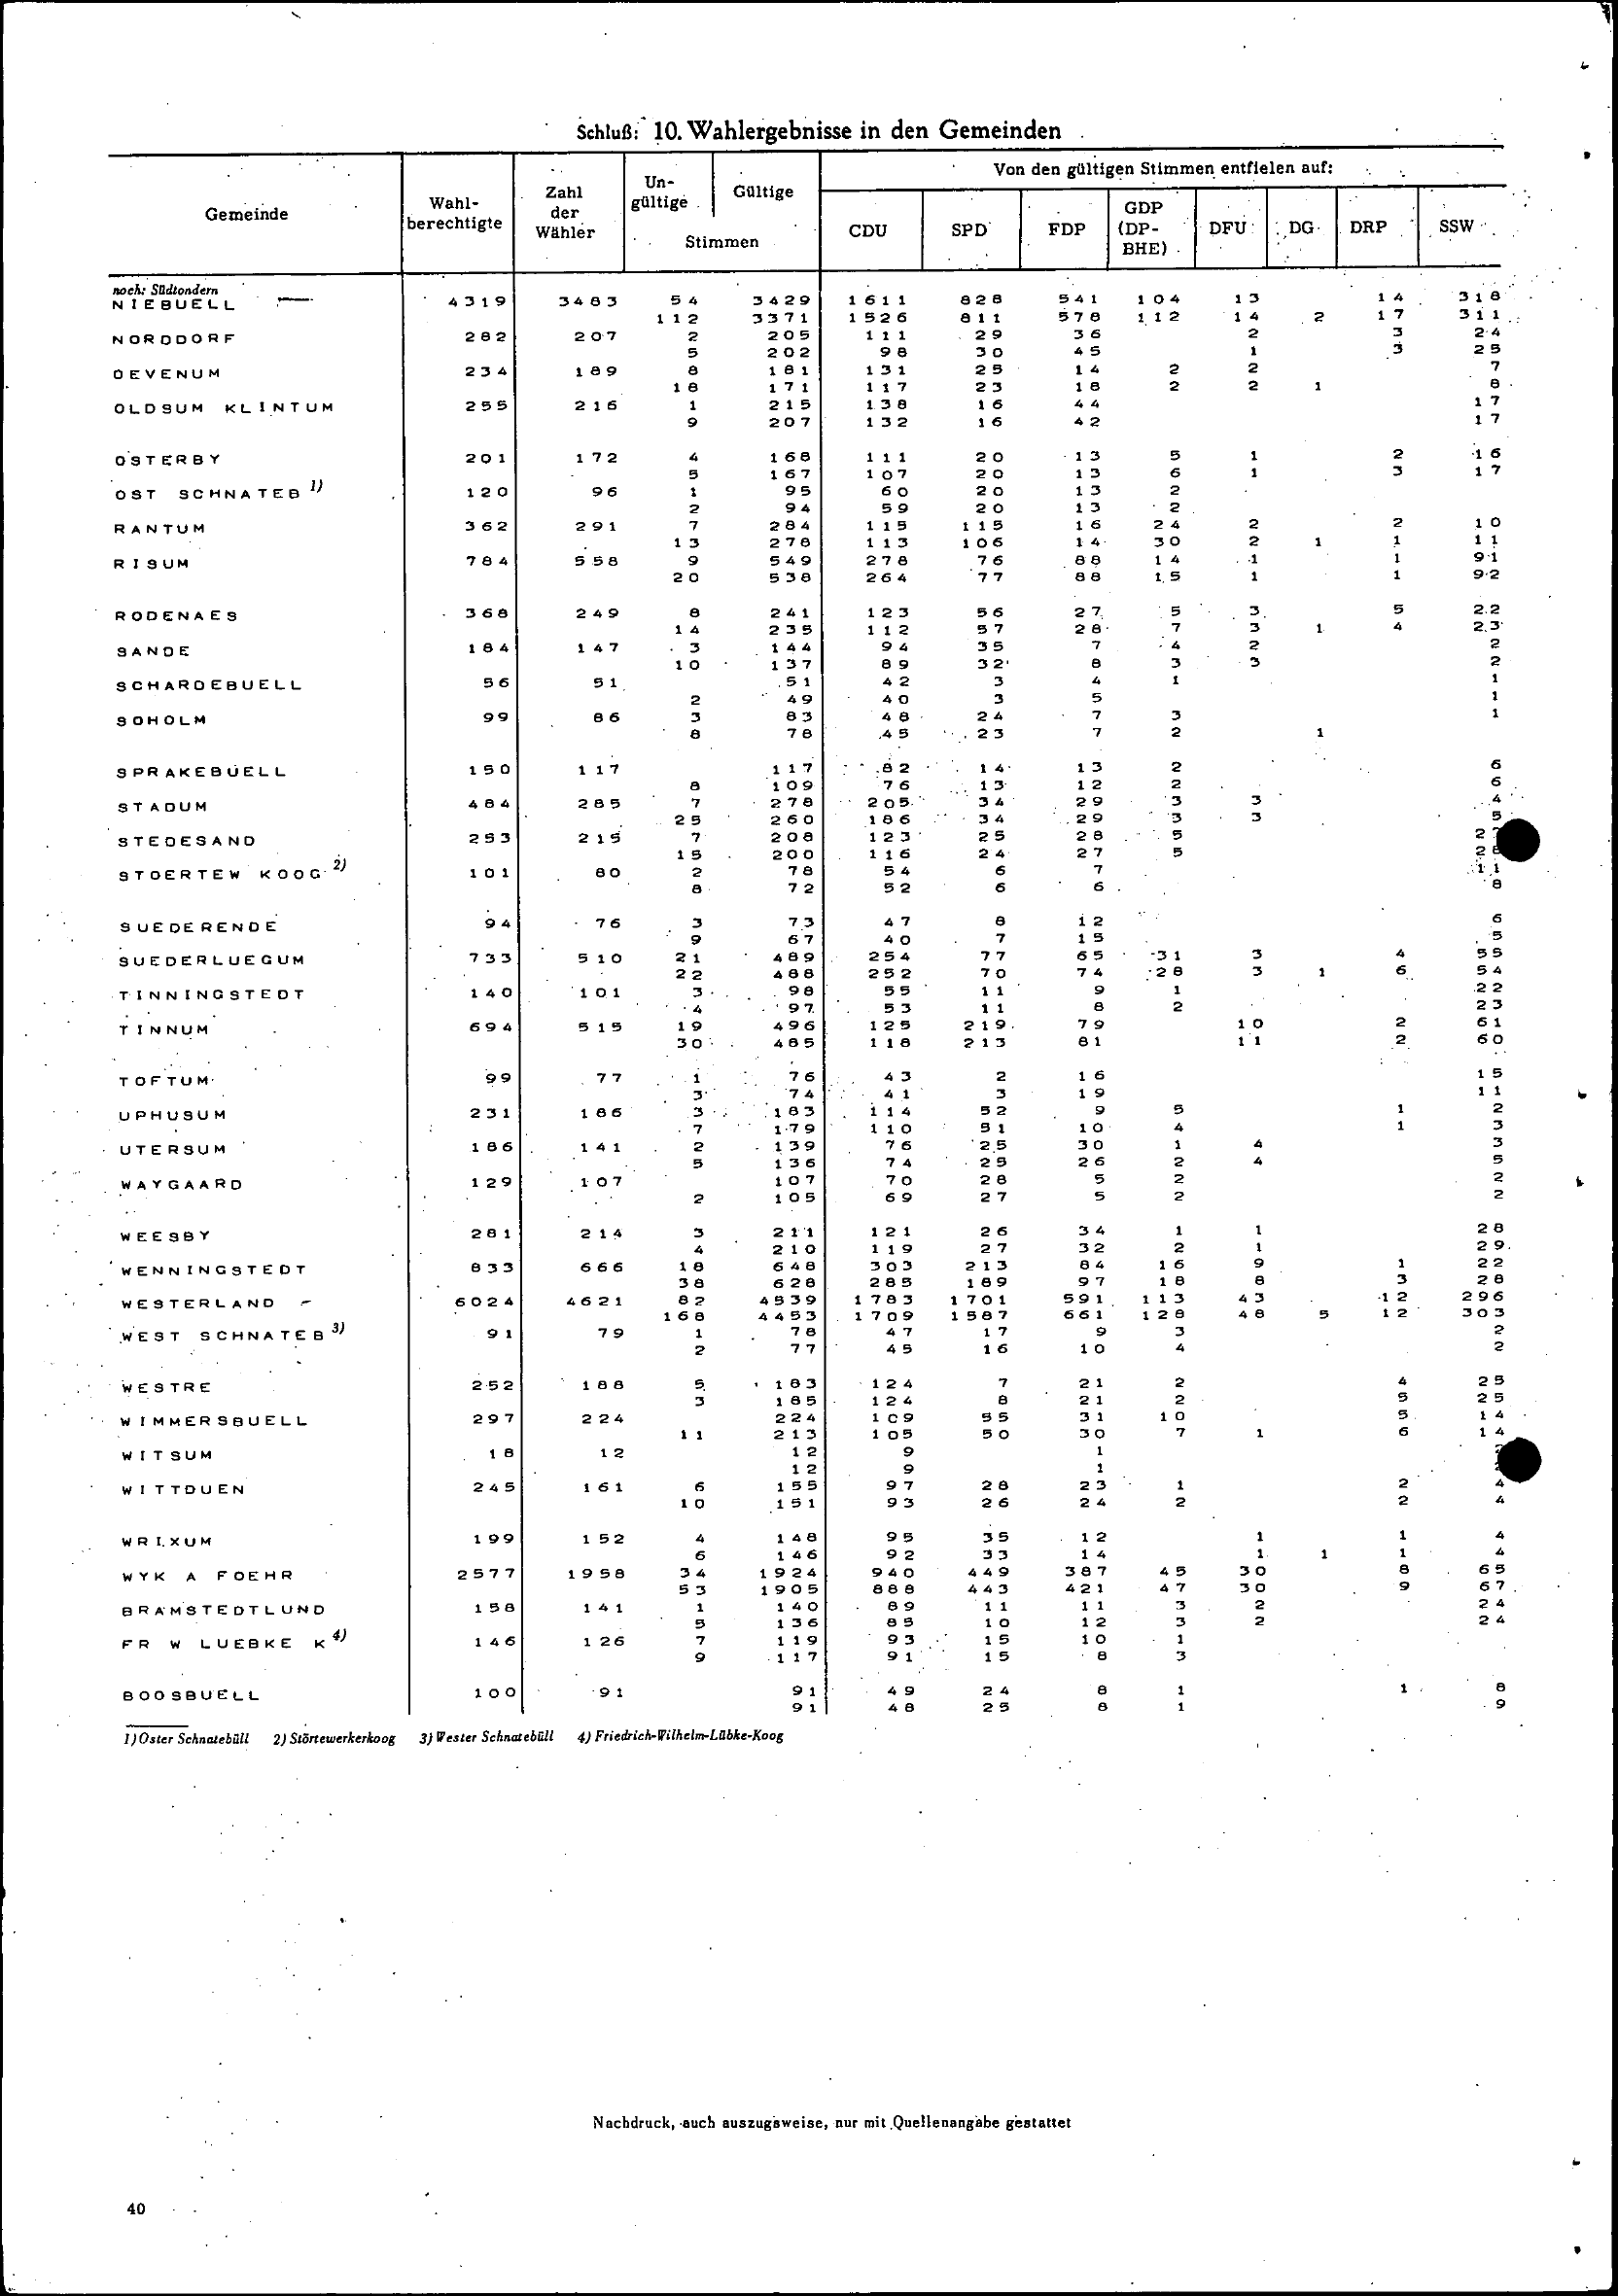 Schluß: 10. Wahlergebnisse in den Gemeinden
Gemeinde Wahl-berechtigte Zahl der Wähler Un-gültige Gültige Stimmen Von den gültigen Stimmen entfielen auf:
CDU SPD FDP GDP (DP-BHE) DFU DG DRP SSW
noch: Südtondern
NIEBUELL 4319 3483 54 3429 1611 828 541 104 13 14 318
112 3371 1526 811 578 112 14 2 17 311
NORDDORF 282 207 2 205 111 29 36 2 3 24
5 202 98 30 45 1 3 25
OEVENUM 234 189 8 181 131 25 14 2 2 7
18 171 117 23 18 2 2 1 8
OLDSUM KLINTUM 255 216 1 215 138 16 44 17
9 207 132 16 42 17
OSTERBY 201 172 4 168 111 20 13 5 1 2 16
5 167 107 20 13 6 1 3 17
OST SCHNATEB 1) 120 96 1 95 60 20 13 2
2 94 59 20 13 2
RANTUM 362 291 7 284 115 115 16 24 2 2 10
13 278 113 106 14 30 2 1 1 11
RISUM 784 558 9 549 278 76 88 14 1 1 91
20 538 264 77 88 15 1 1 92
RODENAES 368 249 8 241 123 56 27 5 3 5 22
14 235 112 57 28 7 3 1 4 23
SANDE 184 147 3 144 94 35 7 4 2 2
10 137 89 32 8 3 3 2
SCHARDEBUELL 56 51 51 42 3 4 1 1
2 49 40 3 5 1
SOHOLM 99 86 3 83 48 24 7 3 1
8 78 45 23 7 2 1
SPRAKEBUELL 150 117 117 82 14 13 2 6
8 109 76 13 12 2 6
STADUM 484 285 7 278 205 34 29 3 3 4
25 260 186 34 29 3 3 5
STEDESAND 253 215 7 208 123 25 28 5
15 200 116 24 27 5
STOERTEW KOOG 2) 101 80 2 78 54 6 7 11
8 72 52 6 6 8
SUEDERENDE 94 76 3 73 47 8 12 6
9 67 40 7 15 5
SUEDERLUEGUM 733 510 21 489 254 77 65 31 3 4 55
22 488 252 70 74 28 3 1 6 54
TINNINGSTEDT 140 101 3 98 55 11 9 1 22
4 97 53 11 8 2 23
TINNUM 694 515 19 496 125 219 79 10 2 61
30 485 118 213 81 11 2 60
TOFTUM 99 77 1 76 43 2 16 15
3 74 41 3 19 11
UPHUSUM 231 186 3 183 114 52 9 5 1 2
7 179 110 51 10 4 1 3
UTERSUM 186 141 2 139 76 25 30 1 4 3
5 136 74 25 26 2 4 5
WAYGAARD 129 107 107 70 28 5 2 2
2 105 69 27 5 2 2
WEESBY 281 214 3 211 121 26 34 1 1 28
4 210 119 27 32 2 1 29
WENNINGSTEDT 833 666 18 648 303 213 84 16 9 1 22
38 628 285 189 97 18 8 3 28
WESTERLAND 6024 4621 82 4539 1783 1701 591 113 43 12 296
168 4453 1709 1587 661 128 48 5 12 303
WEST SCHNATEB 3) 91 79 1 78 47 17 9 3 2
2 77 45 16 10 4 2
WESTRE 252 188 5 183 124 7 21 2 4 25
3 185 124 8 21 2 5 25
WIMMERSBUELL 297 224 224 109 55 31 10 5 14
11 213 105 50 30 7 1 6 14
WITSUM 18 12 12 9 1
12 9 1
WITTDUEN 245 161 6 155 97 28 23 1 2 4
10 151 93 26 24 2 2 4
WRIXUM 199 152 4 148 95 35 12 1 1 4
6 146 92 33 14 1 1 1 4
WYK A FOEHR 2577 1958 34 1924 940 449 387 45 30 8 65
53 1905 888 443 421 47 30 9 67
BRAMSTEDTLUND 158 141 1 140 89 11 11 3 2 24
5 136 85 10 12 3 2 24
FR W LUEBKE K 4) 146 126 7 119 93 15 10 1
9 117 91 15 8 3
BOOSBUELL 100 91 91 49 24 8 1 1 8
91 48 25 8 1 9
1) Oster Schnatebüll 2) Störtewerkerkoog 3) Wester Schnatebüll 4) Friedrich-Wilhelm-Lübke-Koog
Nachdruck, auch auszugsweise, nur mit Quellenangabe gestattet
40